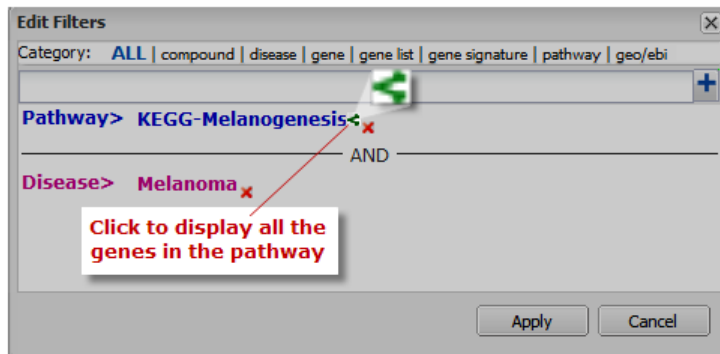 Edit Filters
Category: ALL | compound | disease | gene | gene list | gene signature | pathway | geo/ebi
Pathway> KEGG-Melanogenesis
AND
Disease> Melanoma
Click to display all the
genes in the pathway
Apply Cancel